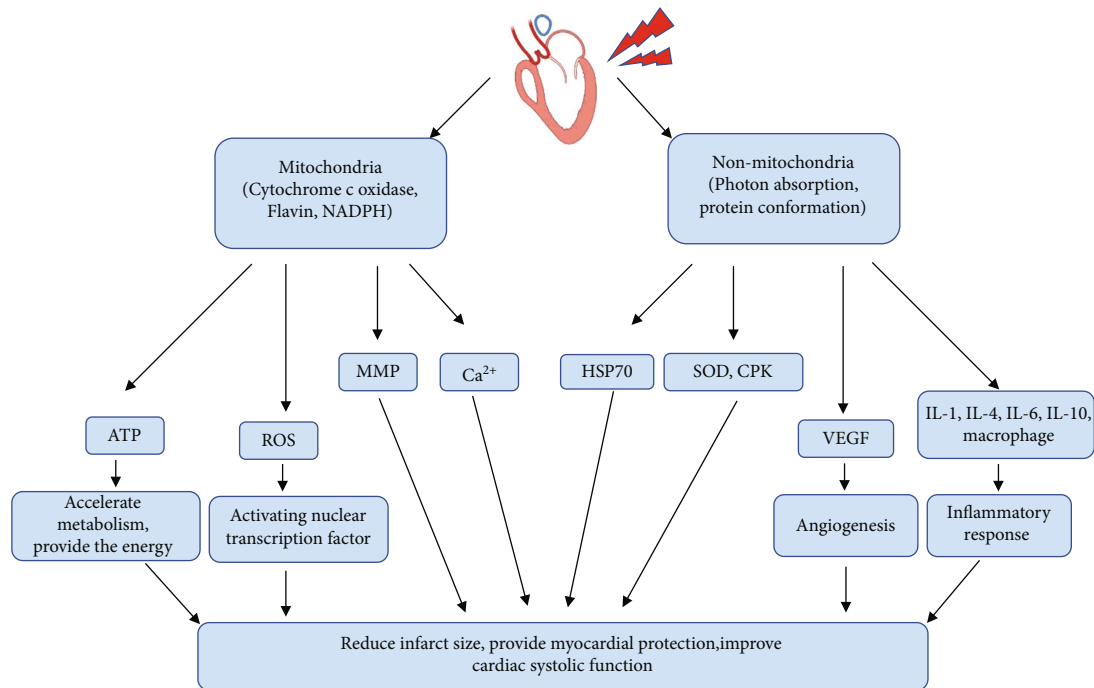 Mitochondria
(Cytochrome c oxidase,
Flavin, NADPH)
Non-mitochondria
(Photon absorption,
protein conformation)
MMP
Ca²⁺
HSP70
SOD, CPK
ATP
ROS
VEGF
IL-1, IL-4, IL-6, IL-10,
macrophage
Accelerate
metabolism,
provide the energy
Activating nuclear
transcription factor
Angiogenesis
Inflammatory
response
Reduce infarct size, provide myocardial protection,improve
cardiac systolic function